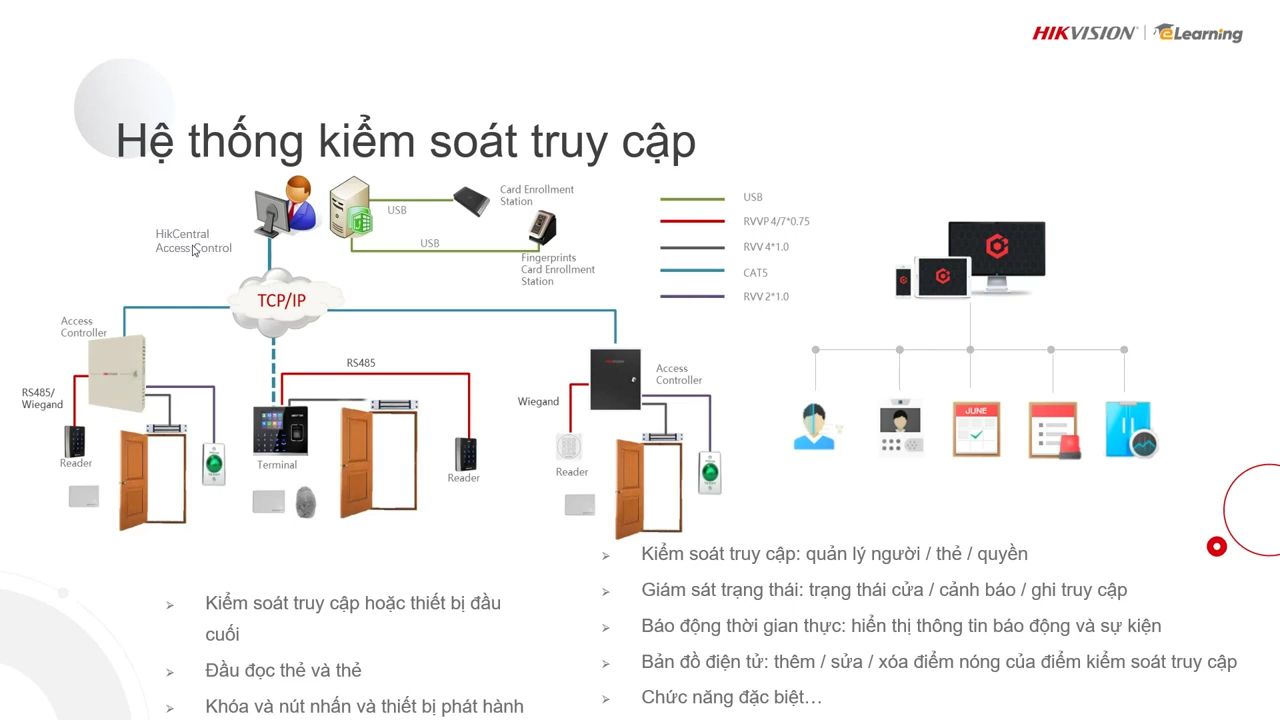 HIKVISION eLearning
Hệ thống kiểm soát truy cập
HikCentral
Access Control
USB
USB
Card Enrollment
Station
Fingerprints
Card Enrollment
Station
USB
RVVP 4/7*0.75
RVV 4*1.0
CAT5
RVV 2*1.0
TCP/IP
Access
Controller
RS485/
Wiegand
Reader
RS485
Terminal
Reader
Wiegand
Access
Controller
HIKVISION
Reader
JUNE
Kiểm soát truy cập hoặc thiết bị đầu
cuối
Đầu đọc thẻ và thẻ
Khóa và nút nhấn và thiết bị phát hành
Kiểm soát truy cập: quản lý người / thẻ / quyền
Giám sát trạng thái: trạng thái cửa / cảnh báo / ghi truy cập
Báo động thời gian thực: hiển thị thông tin báo động và sự kiện
Bản đồ điện tử: thêm / sửa / xóa điểm nóng của điểm kiểm soát truy cập
Chức năng đặc biệt…